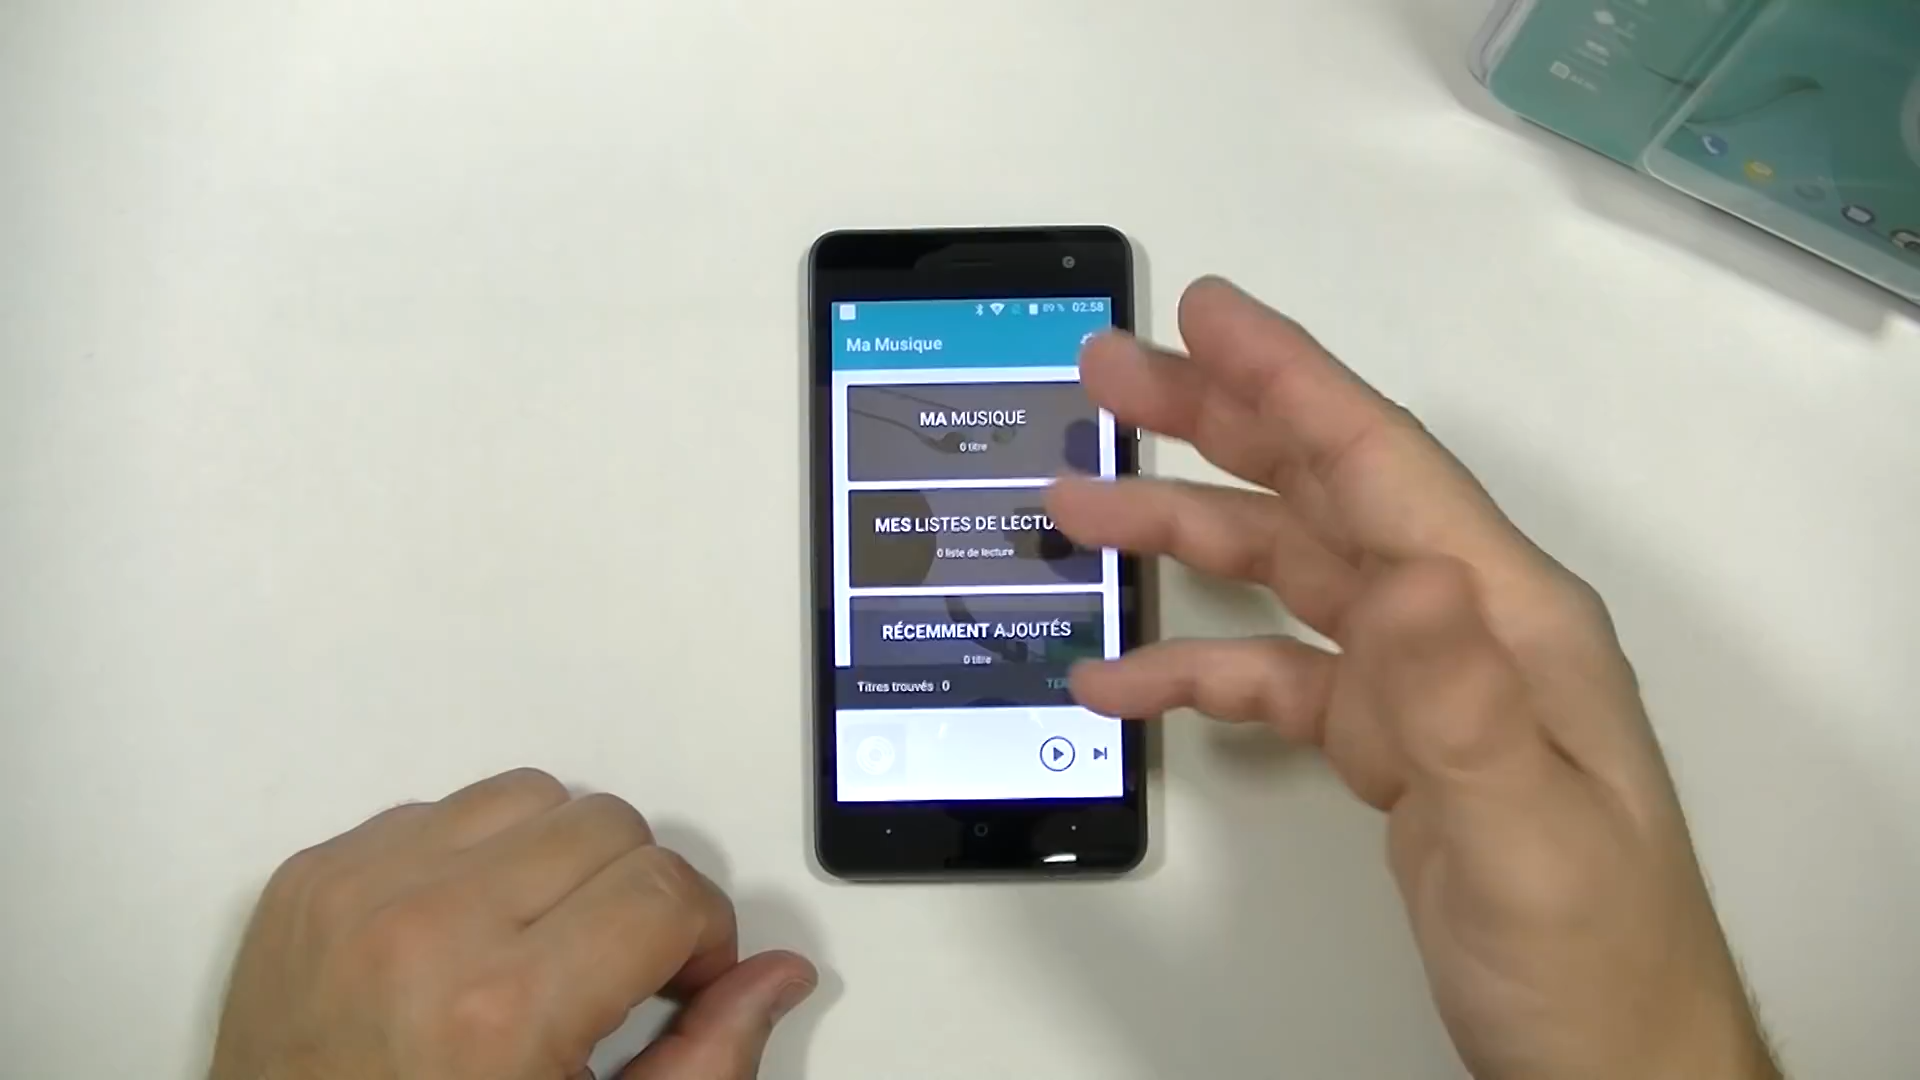 89 % 02:58
Ma Musique
MA MUSIQUE
0 titre
MES LISTES DE
0 liste de lecture
RÉCEMMENT AJOUTÉS
0 titre
Titres trouvés : 0